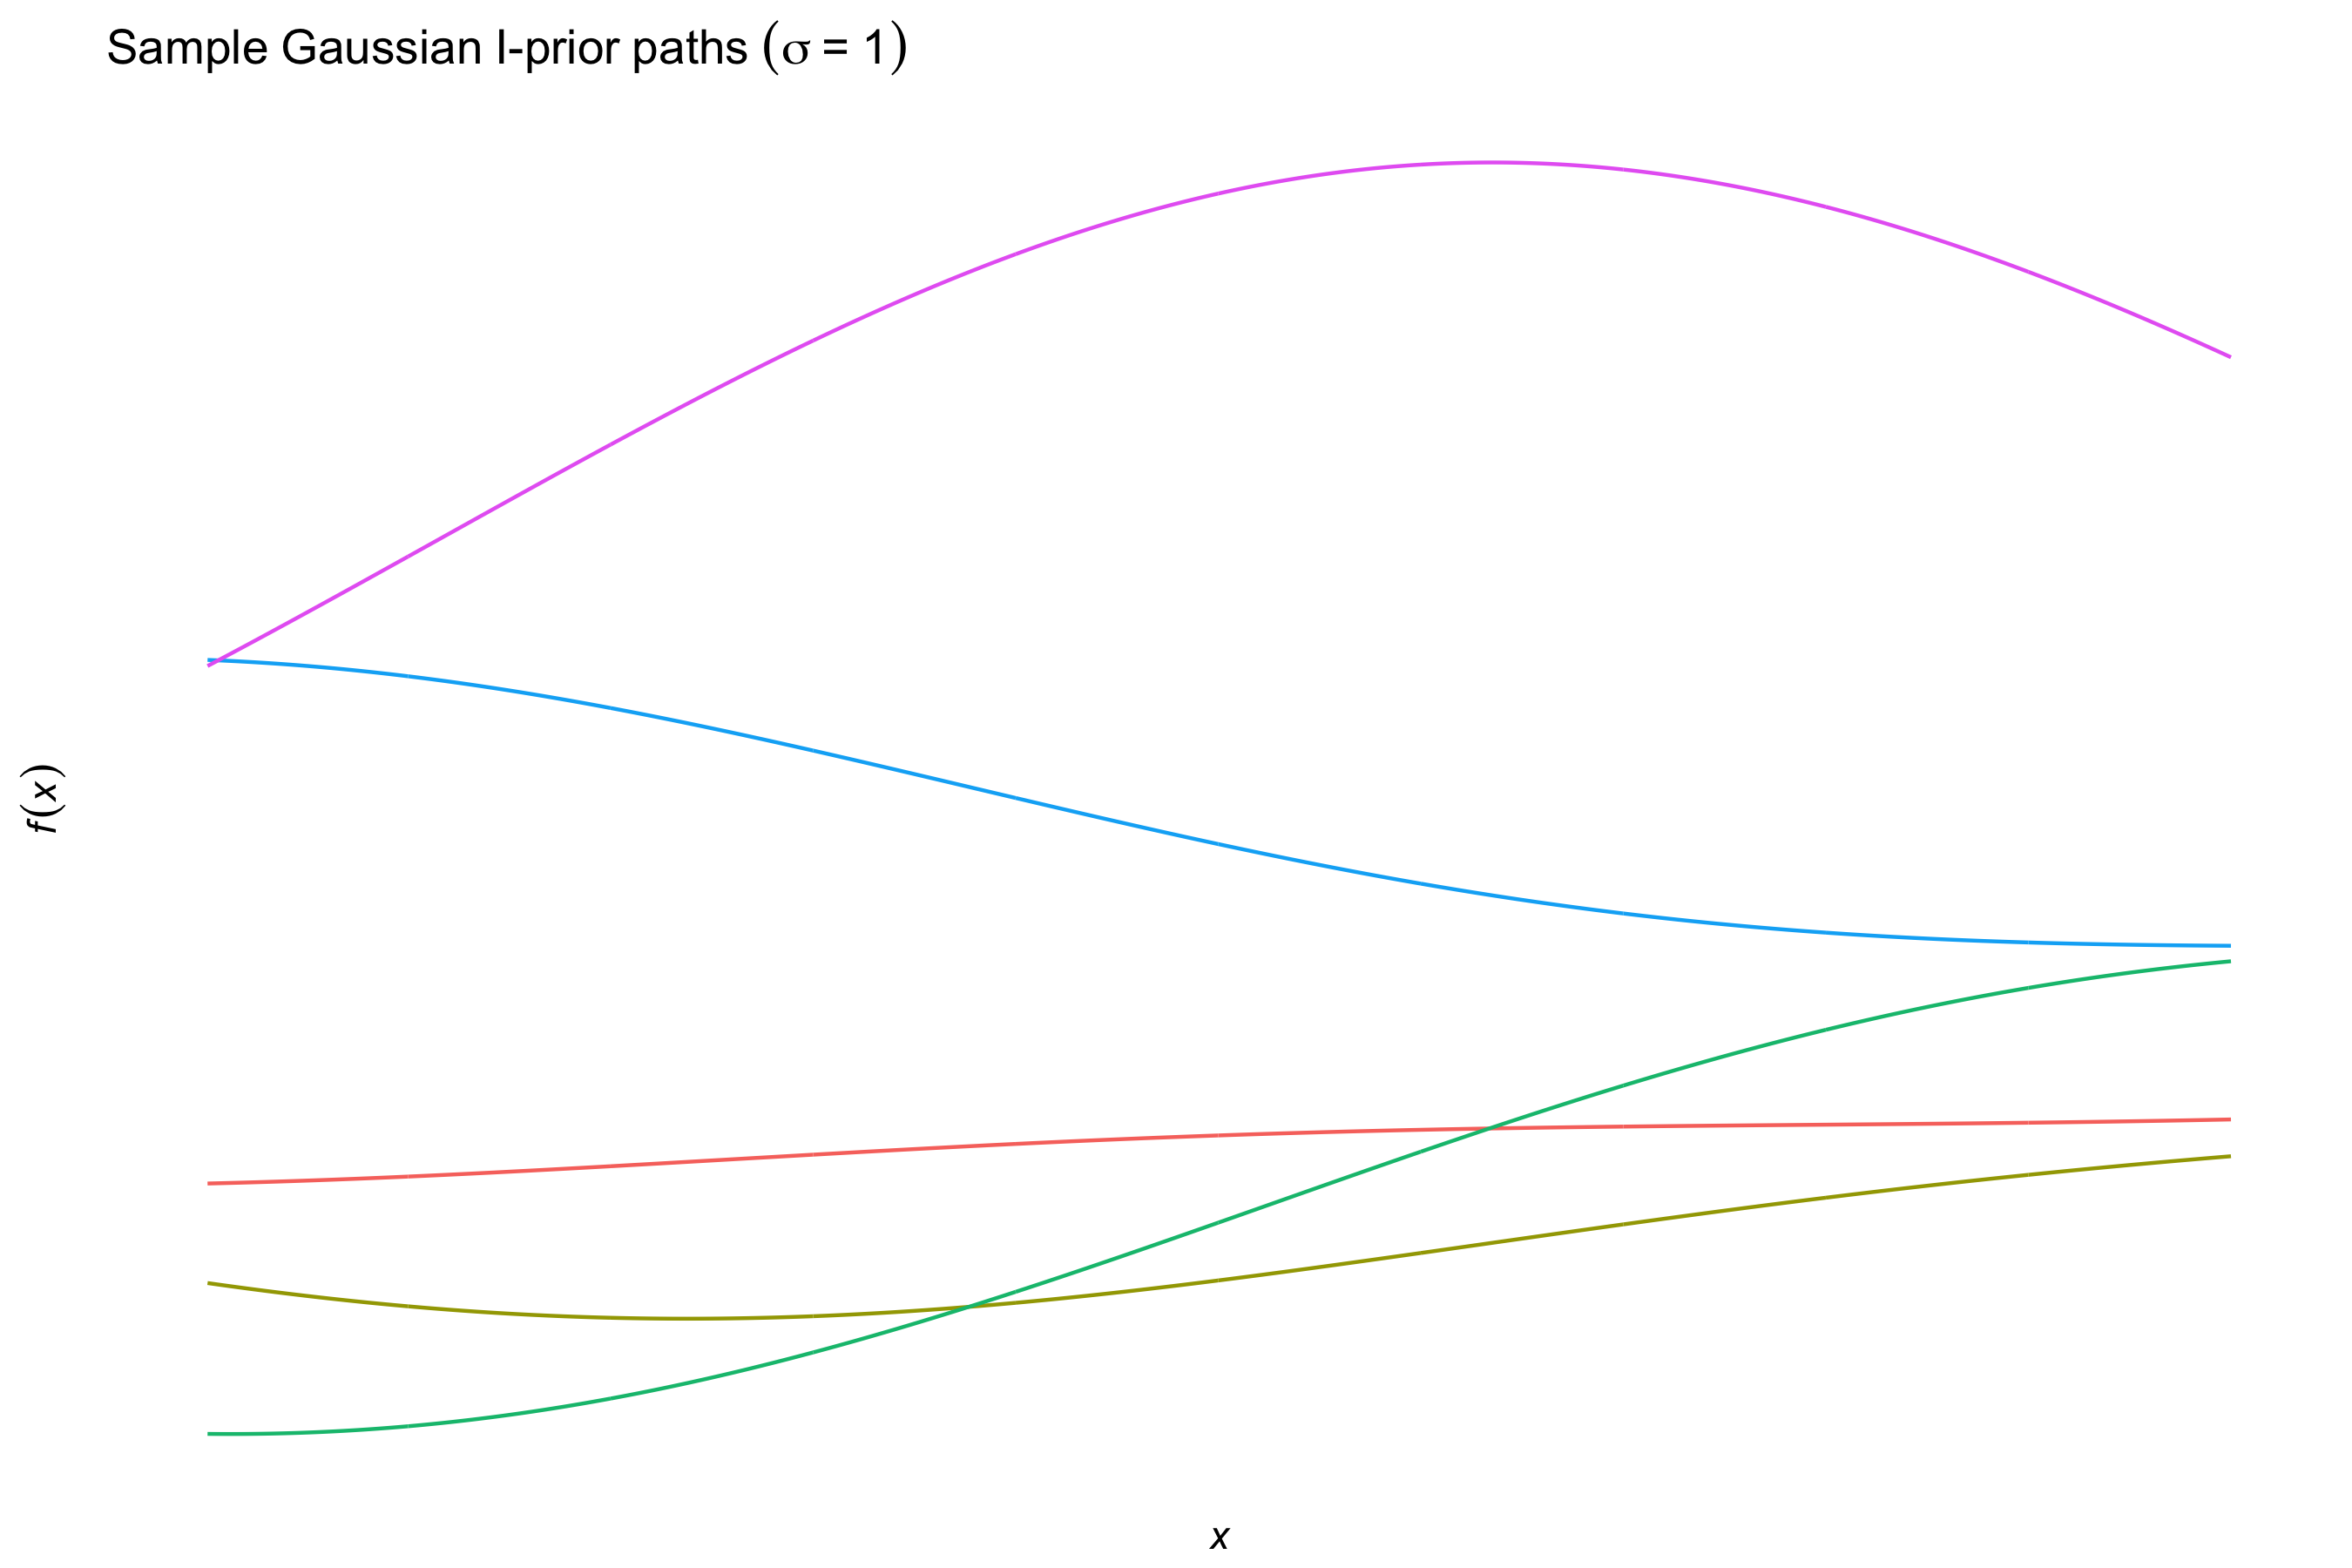 Sample Gaussian I-prior paths (σ = 1)
f(x)
x